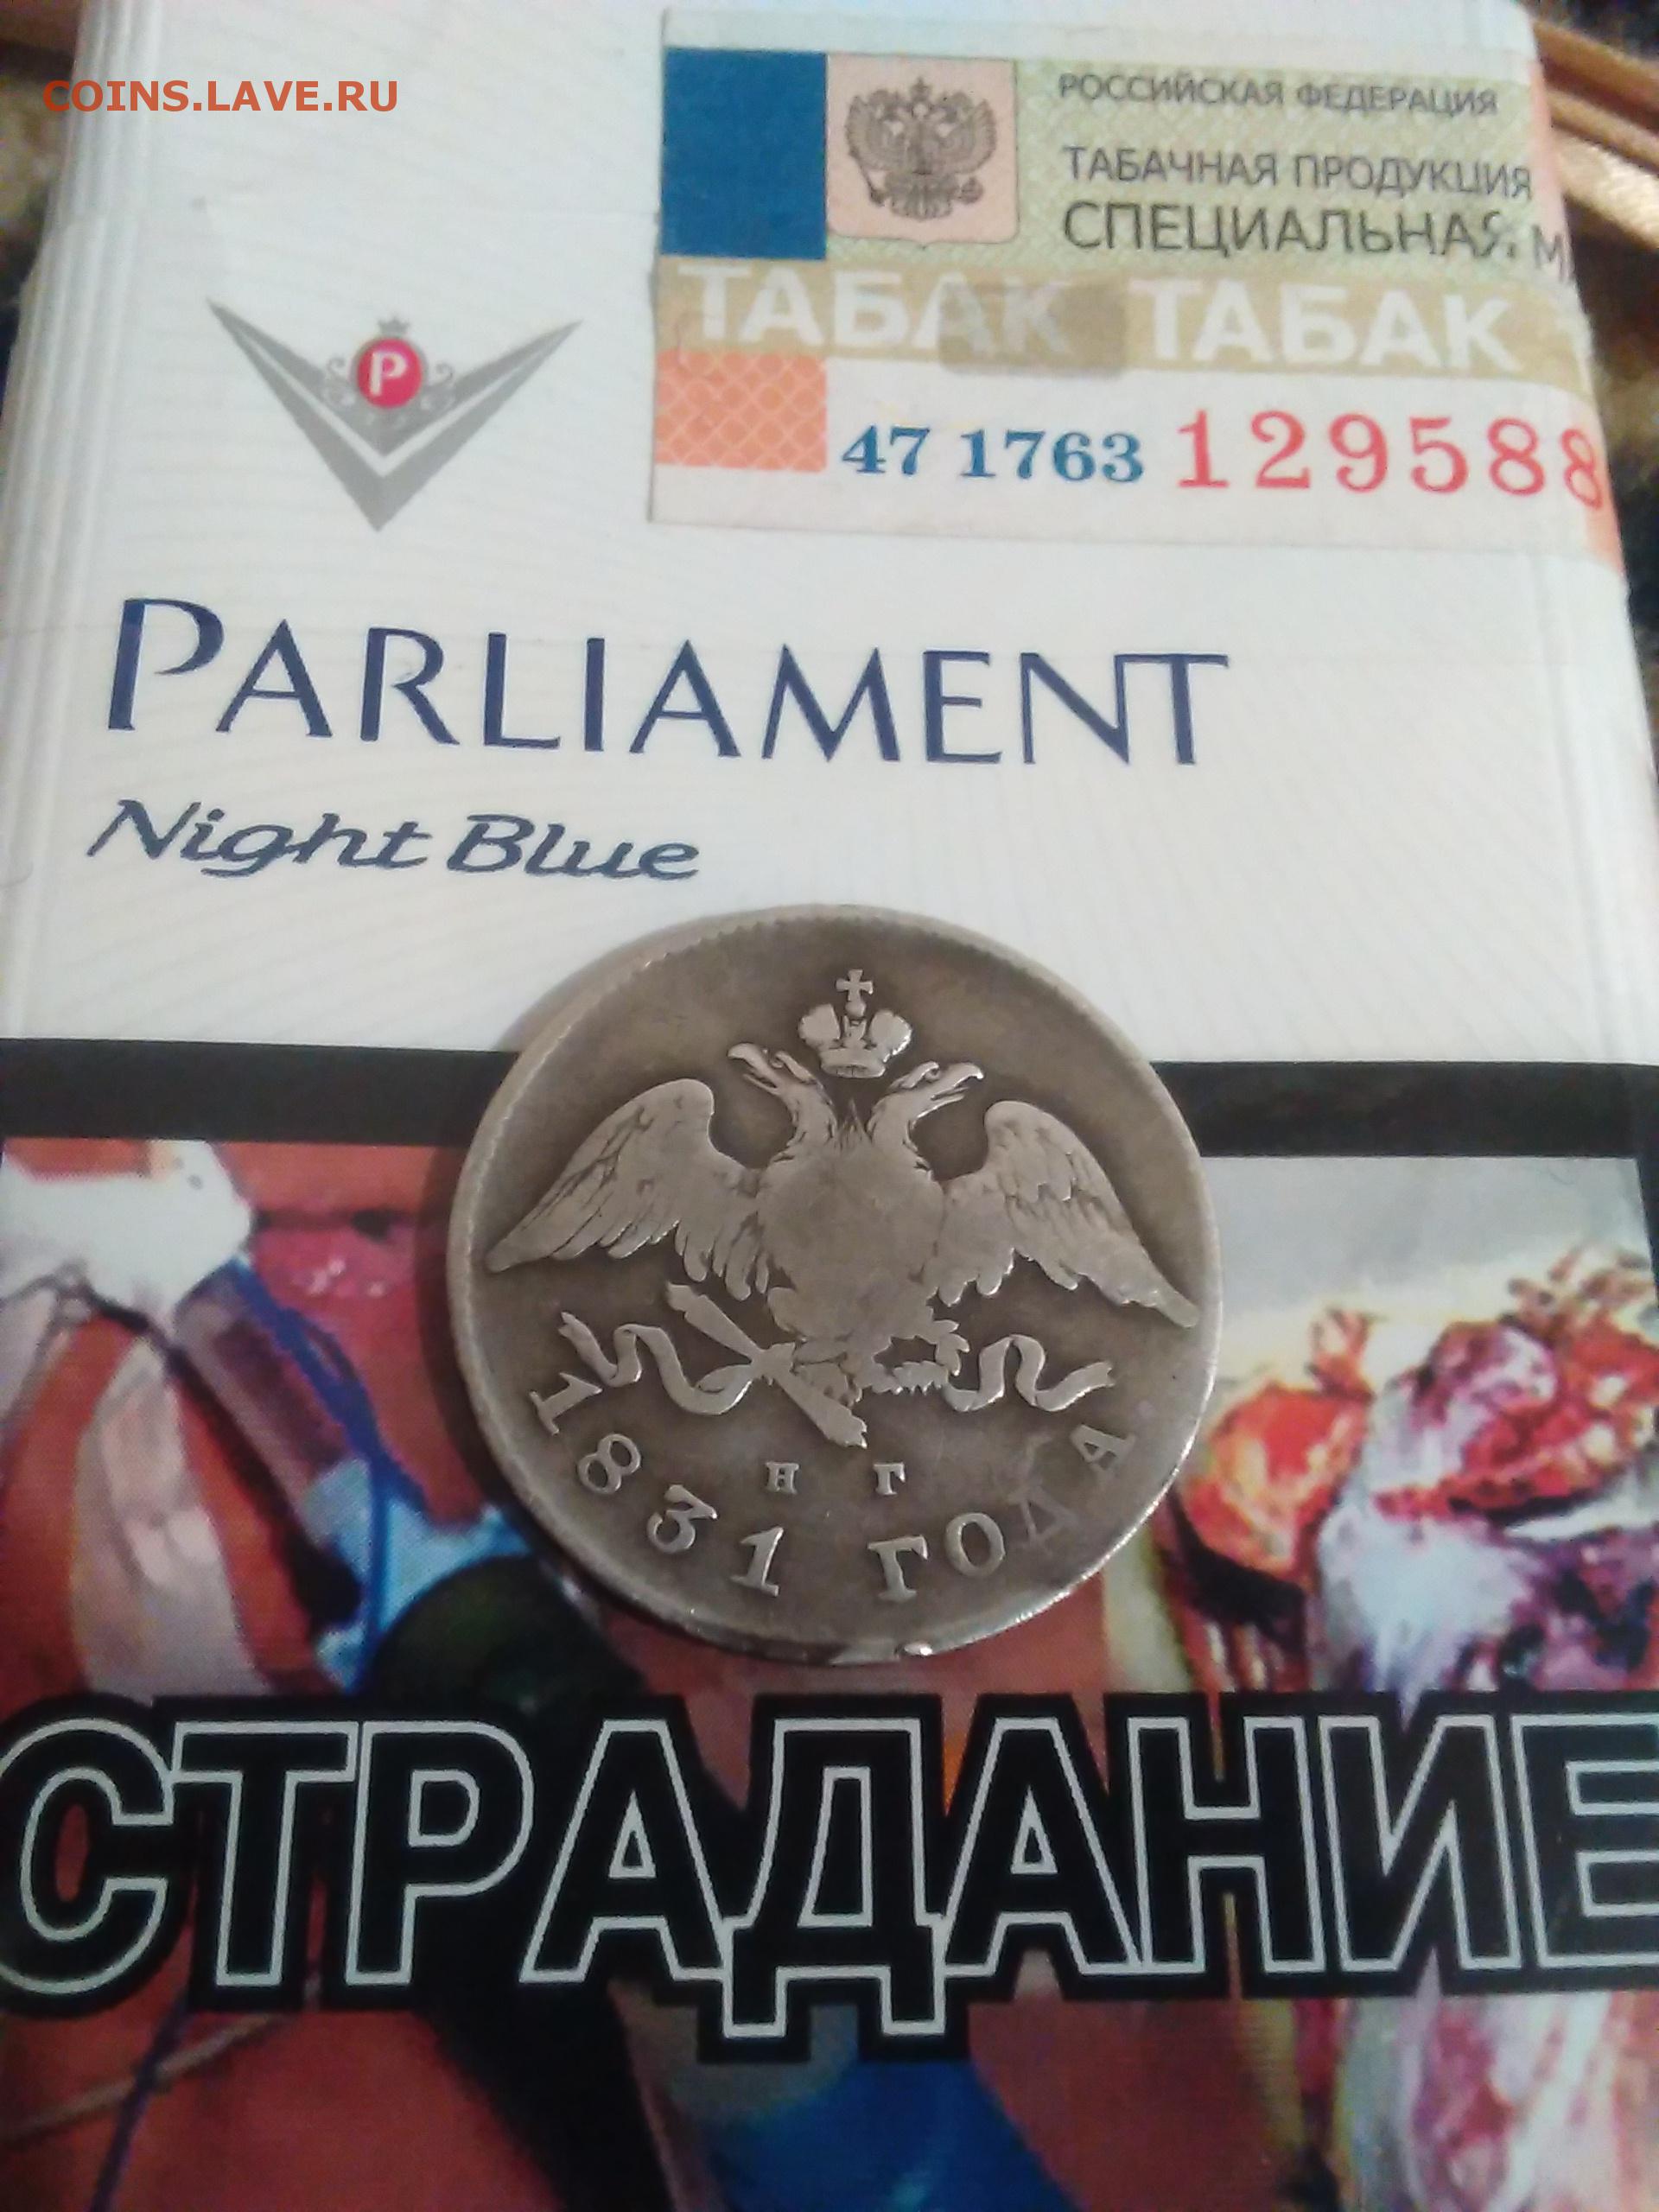 COINS.LAVE.RU
РОССИЙСКАЯ ФЕДЕРАЦИЯ
ТАБАЧНАЯ ПРОДУКЦИЯ
СПЕЦИАЛЬНАЯ М
ТАБАК ТАБАК
47 1763 129588
P
PARLIAMENT
Night Blue
Н Г
1831 ГОДА
СТРАДАНИЕ